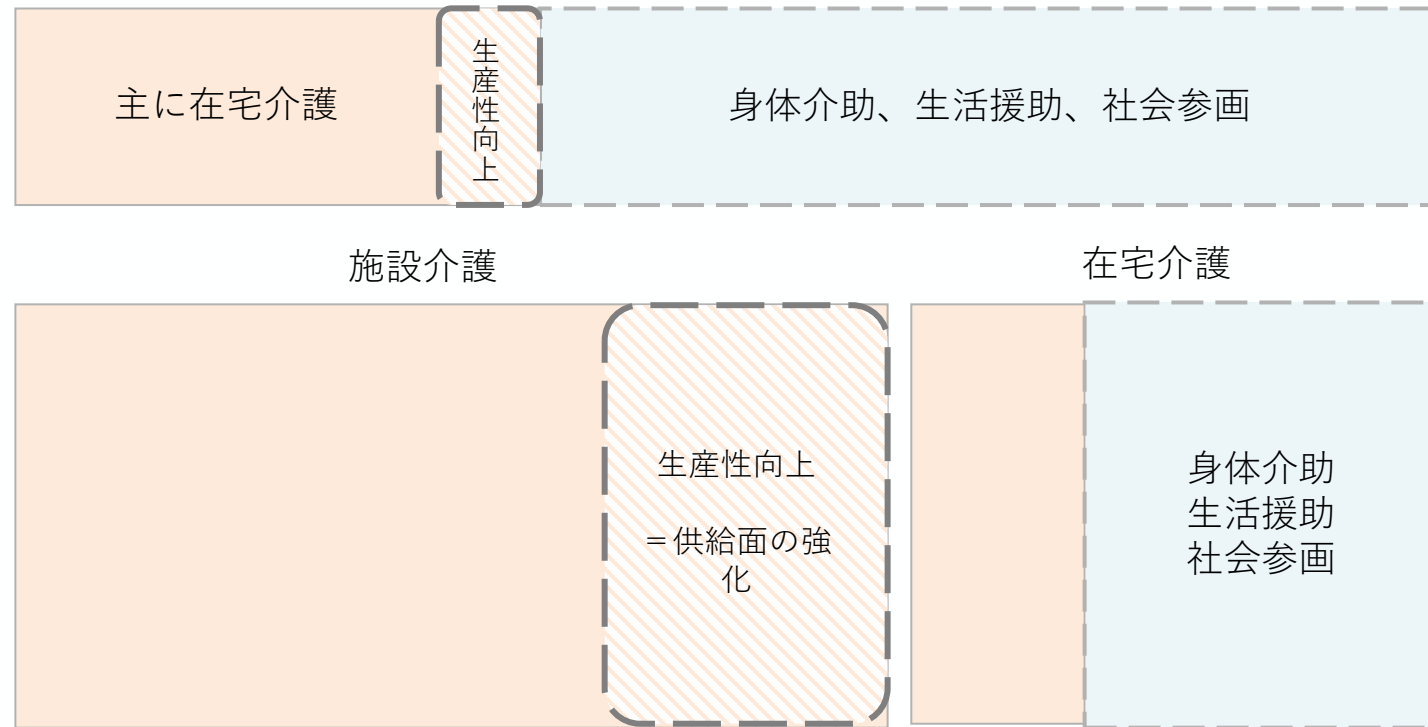 主に在宅介護
生産性向上
身体介助、生活援助、社会参画
施設介護
在宅介護
生産性向上
＝供給面の強
化
身体介助
生活援助
社会参画